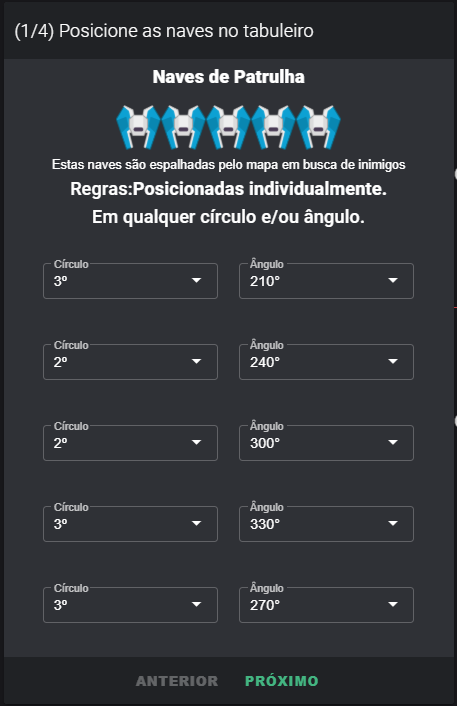 (1/4) Posicione as naves no tabuleiro
Naves de Patrulha
Estas naves são espalhadas pelo mapa em busca de inimigos
Regras:Posicionadas individualmente.
Em qualquer círculo e/ou ângulo.
Círculo Ângulo
3º 210°
Círculo Ângulo
2º 240°
Círculo Ângulo
2º 300°
Círculo Ângulo
3º 330°
Círculo Ângulo
3º 270°
ANTERIOR PRÓXIMO